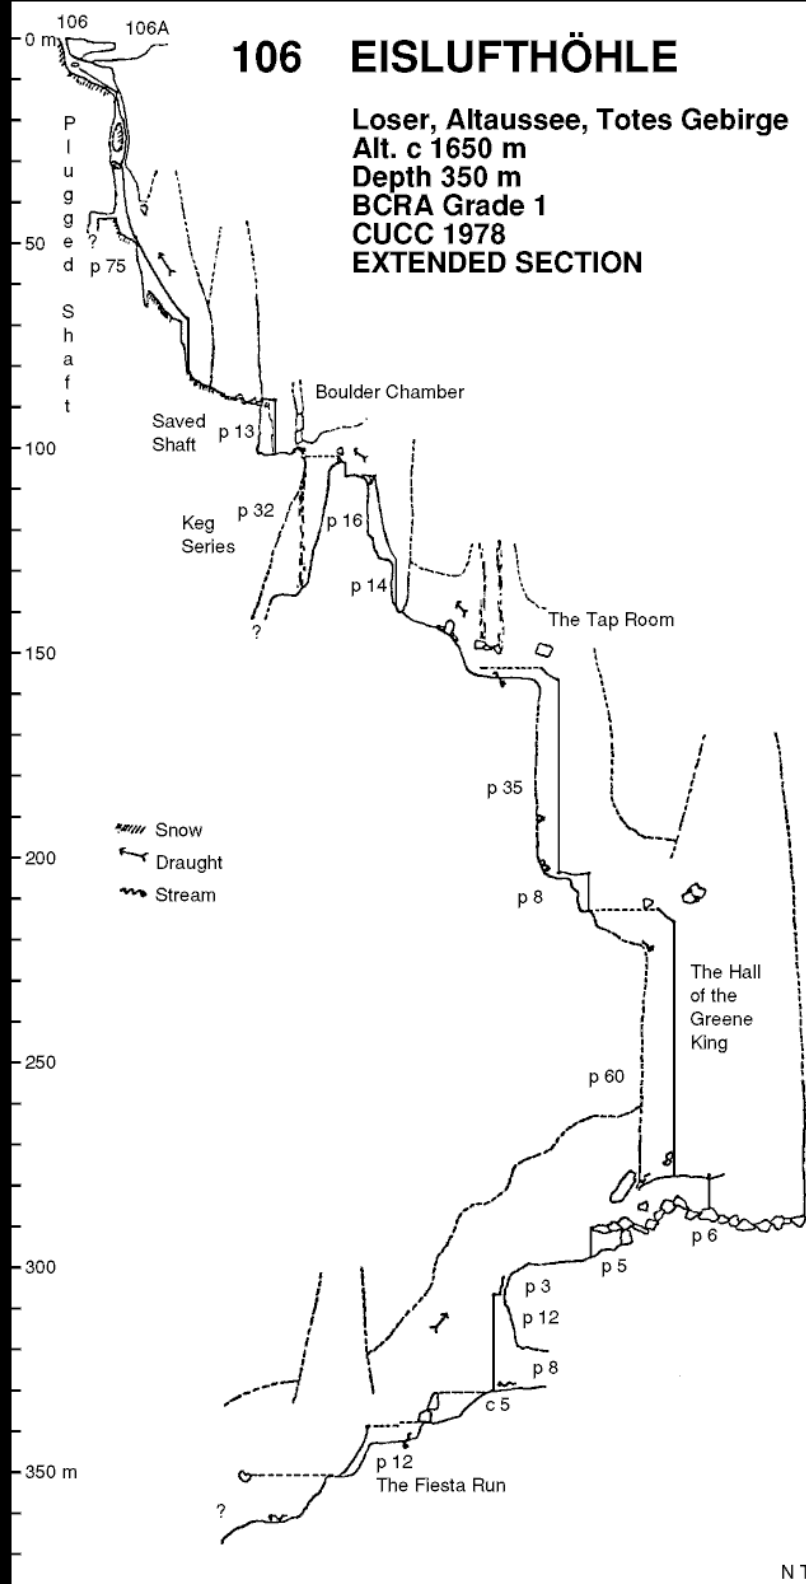 106
106A
0 m
106 EISLUFTHÖHLE
Loser, Altaussee, Totes Gebirge
Alt. c 1650 m
Depth 350 m
BCRA Grade 1
CUCC 1978
EXTENDED SECTION
Plugged Shaft
?
50
p 75
Boulder Chamber
Saved
Shaft
p 13
100
p 32
Keg
Series
p 16
p 14
?
The Tap Room
150
p 35
Snow
Draught
Stream
200
p 8
The Hall
of the
Greene
King
250
p 60
p 6
p 5
300
p 3
p 12
p 8
c 5
p 12
350 m
The Fiesta Run
?
N T